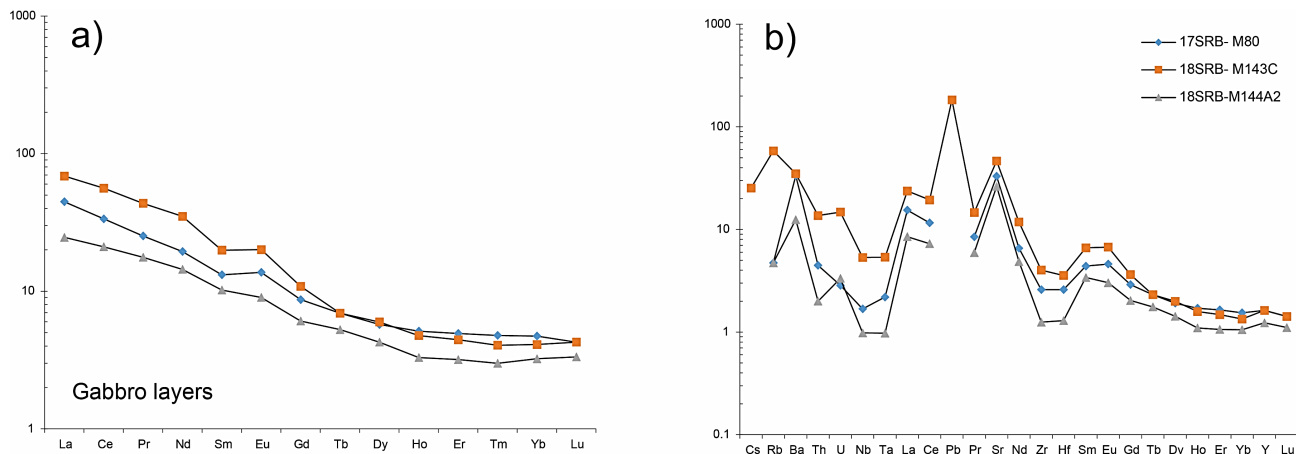 a)
1000
100
10
1
Gabbro layers
La Ce Pr Nd Sm Eu Gd Tb Dy Ho Er Tm Yb Lu
b)
1000
100
10
1
0.1
17SRB- M80
18SRB- M143C
18SRB-M144A2
Cs Rb Ba Th U Nb Ta La Ce Pb Pr Sr Nd Zr Hf Sm Eu Gd Tb Dy Ho Er Yb Y Lu